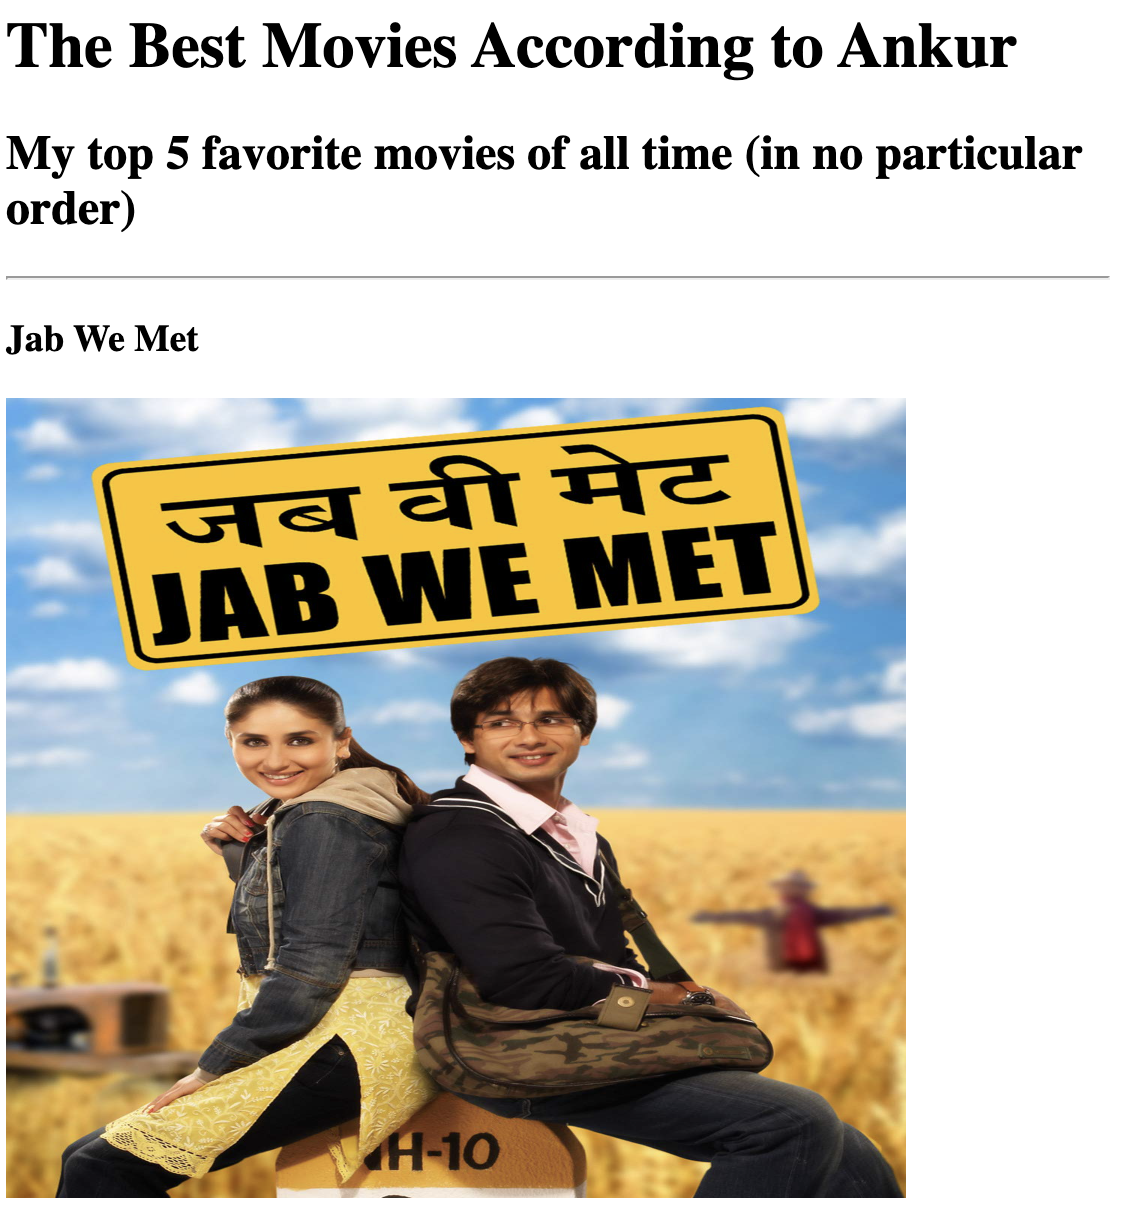 The Best Movies According to Ankur
My top 5 favorite movies of all time (in no particular
order)
Jab We Met
जब वी मेट
JAB WE MET
NH-10